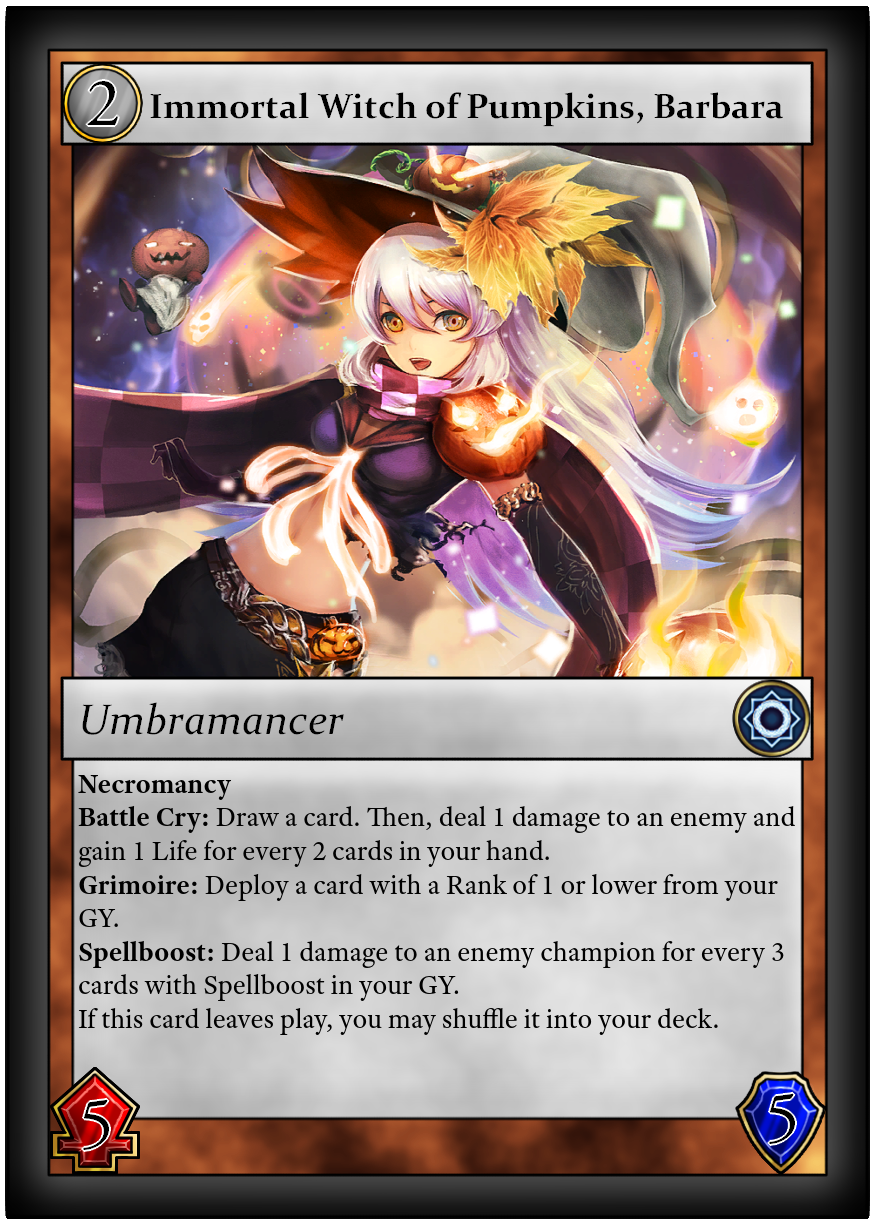 2
Immortal Witch of Pumpkins, Barbara
Umbramancer
Necromancy
Battle Cry: Draw a card. Then, deal 1 damage to an enemy and
gain 1 Life for every 2 cards in your hand.
Grimoire: Deploy a card with a Rank of 1 or lower from your
GY.
Spellboost: Deal 1 damage to an enemy champion for every 3
cards with Spellboost in your GY.
If this card leaves play, you may shuffle it into your deck.
5
5